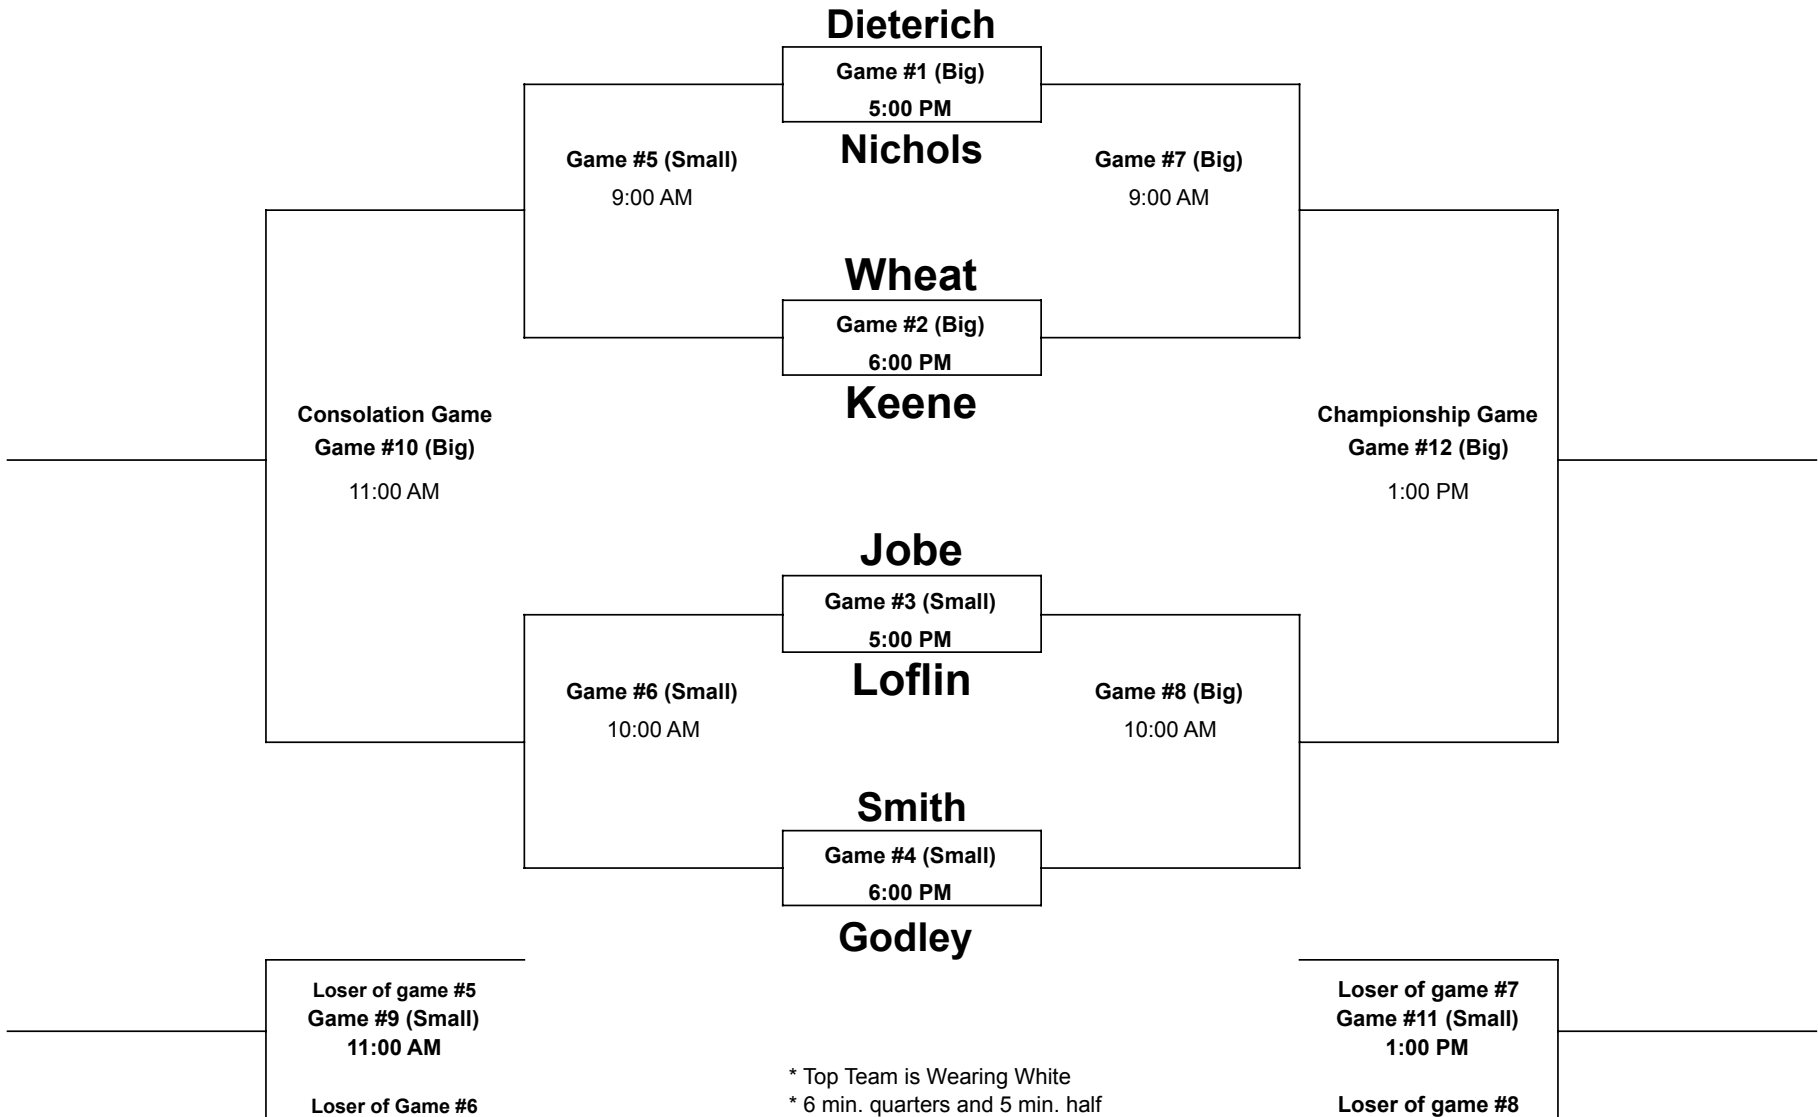 Dieterich
Game #1 (Big)
5:00 PM
Nichols
Game #5 (Small)
9:00 AM
Game #7 (Big)
9:00 AM
Wheat
Game #2 (Big)
6:00 PM
Keene
Consolation Game
Game #10 (Big)
11:00 AM
Championship Game
Game #12 (Big)
1:00 PM
Jobe
Game #3 (Small)
5:00 PM
Loflin
Game #6 (Small)
10:00 AM
Game #8 (Big)
10:00 AM
Smith
Game #4 (Small)
6:00 PM
Godley
Loser of game #5
Game #9 (Small)
11:00 AM
Loser of Game #6
* Top Team is Wearing White
* 6 min. quarters and 5 min. half
Loser of game #7
Game #11 (Small)
1:00 PM
Loser of game #8